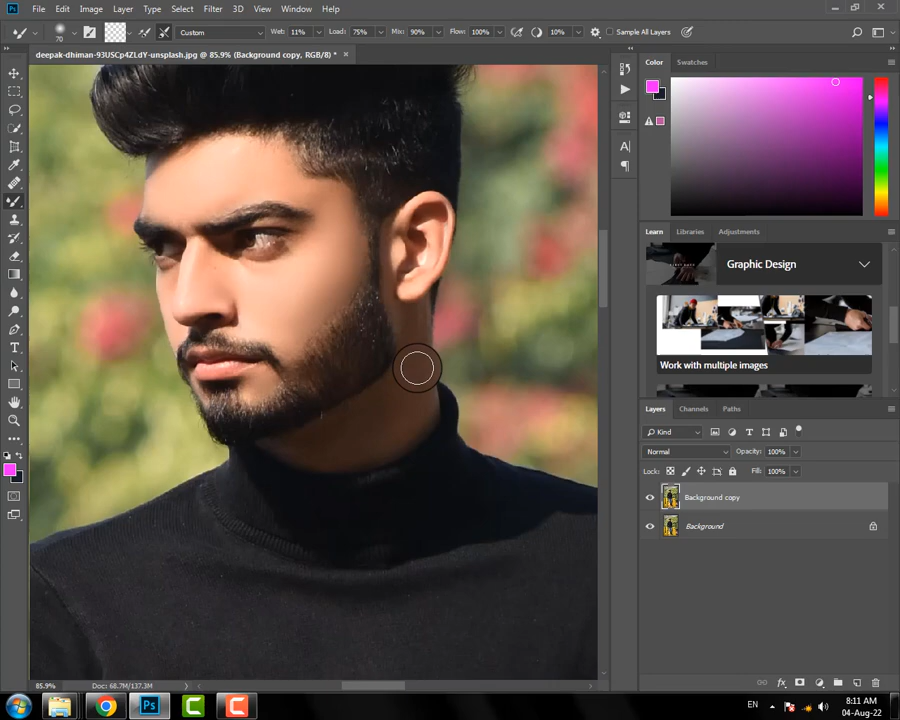 Ps File Edit Image Layer Type Select Filter 3D View Window Help
70 Custom Wet: 11% Load: 75% Mix: 90% Flow: 100% 10% Sample All Layers
deepak-dhiman-93USCp4ZLdY-unsplash.jpg @ 85.9% (Background copy, RGB/8) *
Color Swatches
Learn Libraries Adjustments
Graphic Design
Work with multiple images
Layers Channels Paths
Kind
Normal Opacity: 100%
Lock: Fill: 100%
Background copy
Background
85.9% Doc: 68.7M/137.3M
EN 8:11 AM
04-Aug-22